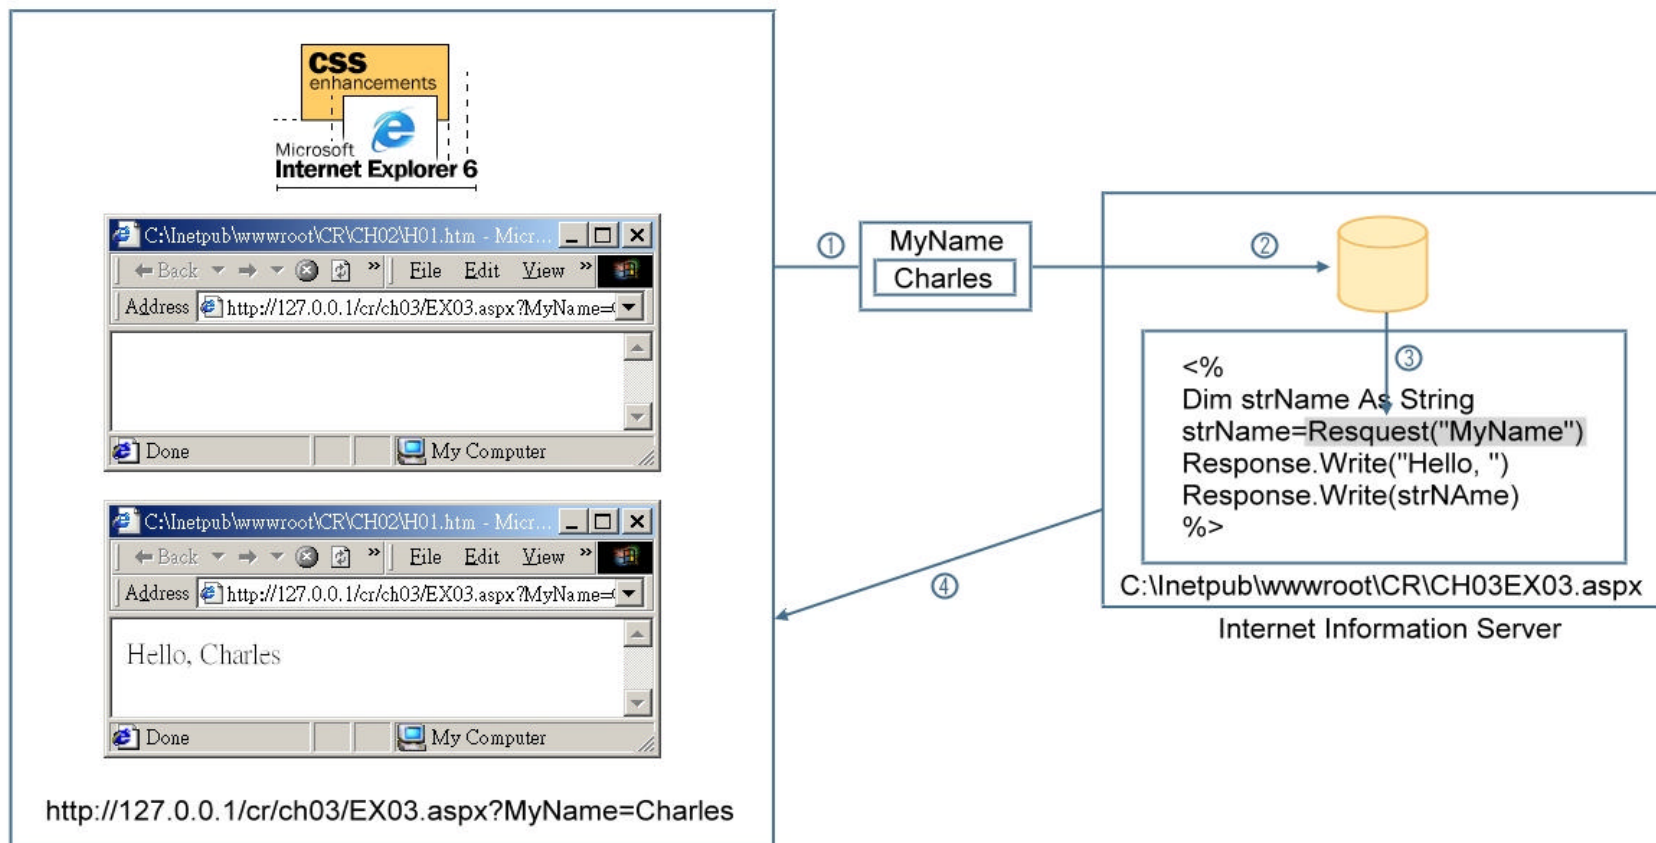 CSS
enhancements
Microsoft
Internet Explorer 6
C:\Inetpub\wwwroot\CR\CH02\H01.htm - Micr...
Back
»
File Edit View »
Address http://127.0.0.1/cr/ch03/EX03.aspx?MyName=
Done
My Computer
C:\Inetpub\wwwroot\CR\CH02\H01.htm - Micr...
Back
»
File Edit View »
Address http://127.0.0.1/cr/ch03/EX03.aspx?MyName=
Hello, Charles
Done
My Computer
http://127.0.0.1/cr/ch03/EX03.aspx?MyName=Charles
①
MyName
Charles
②
③
<%
Dim strName As String
strName=Resquest("MyName")
Response.Write("Hello, ")
Response.Write(strNAme)
%>
C:\Inetpub\wwwroot\CR\CH03EX03.aspx
Internet Information Server
④